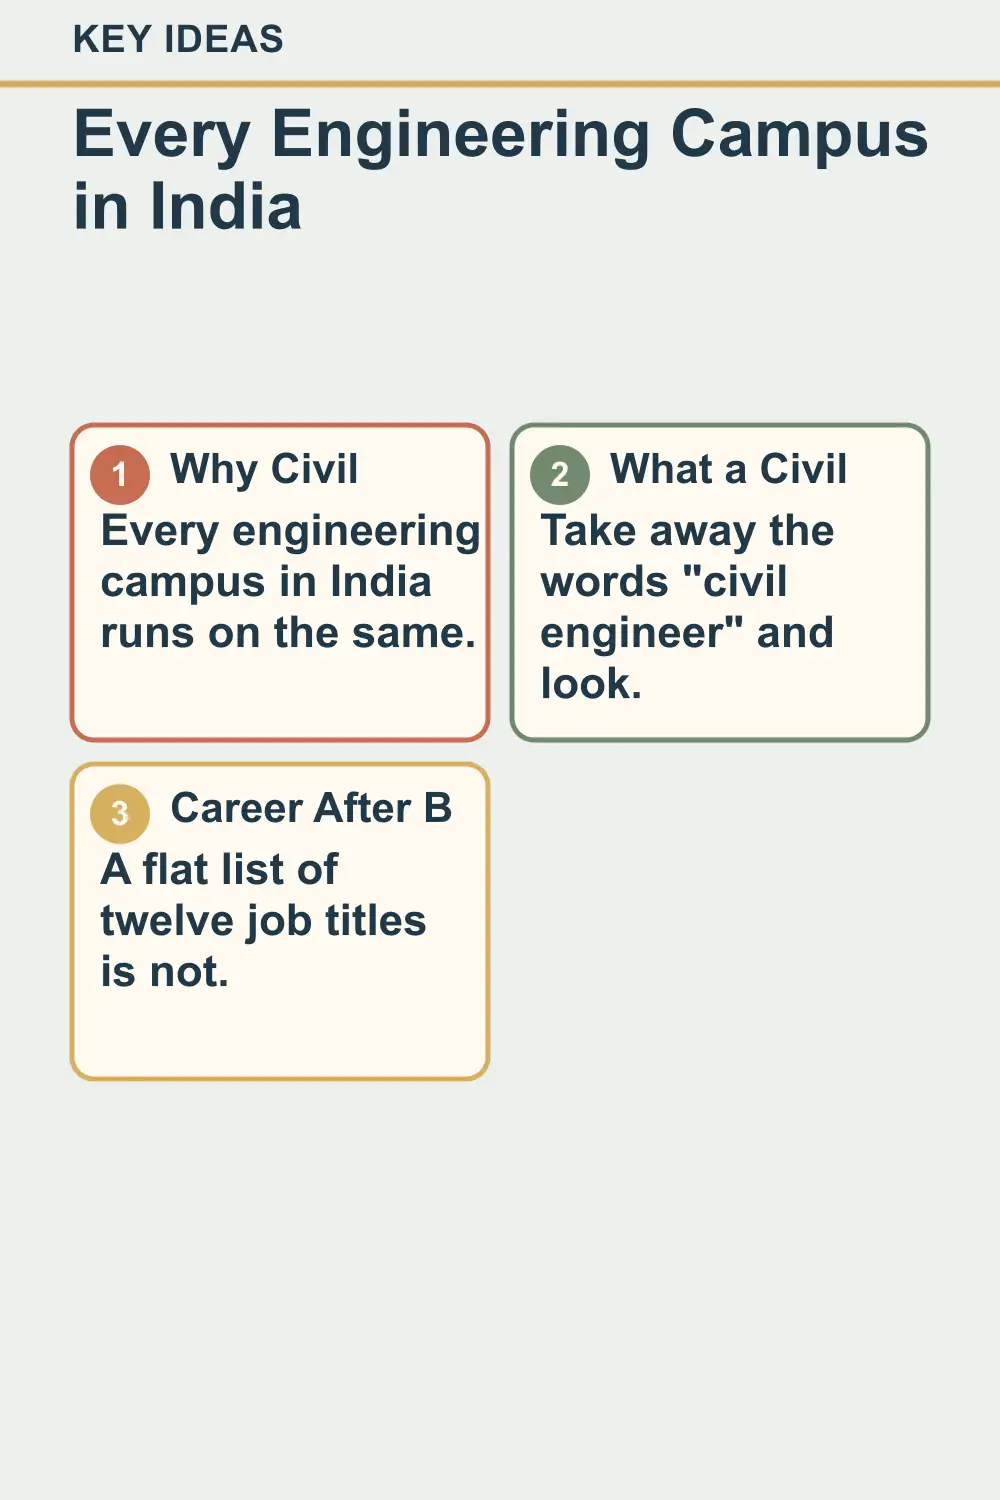 KEY IDEAS
Every Engineering Campus
in India
1 Why Civil
Every engineering
campus in India
runs on the same.
2 What a Civil
Take away the
words "civil
engineer" and
look.
3 Career After B
A flat list of
twelve job titles
is not.